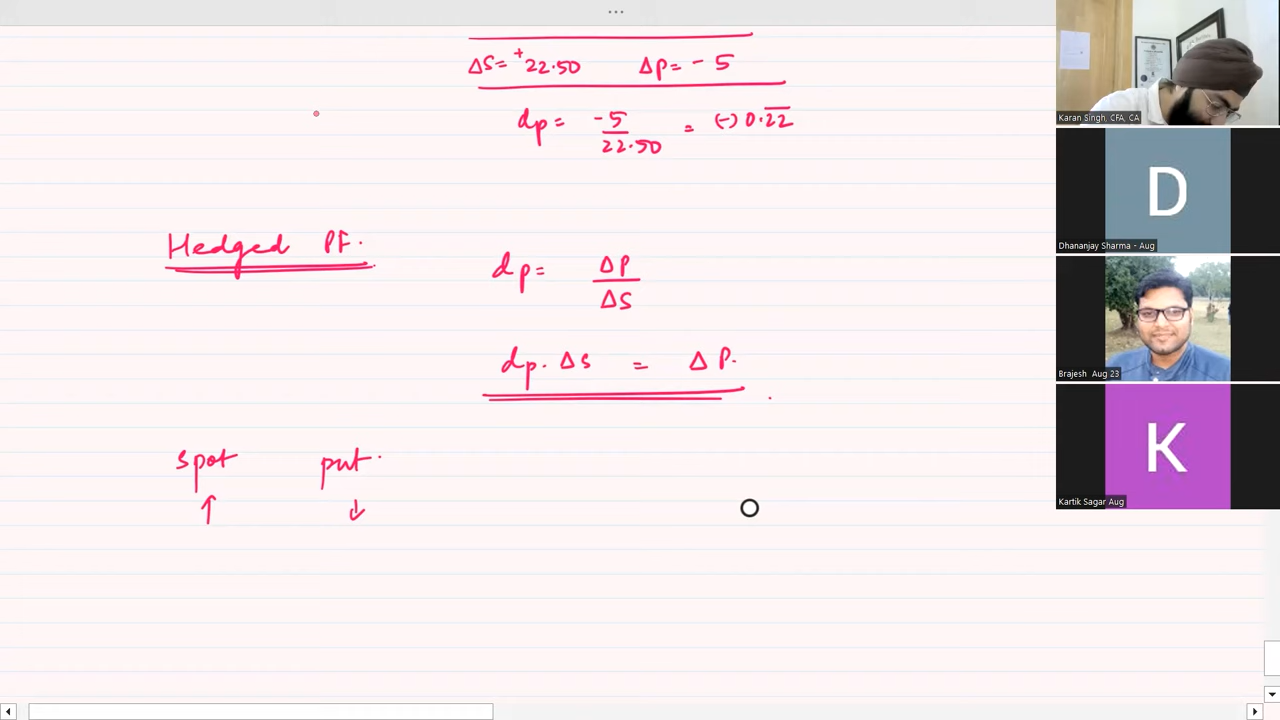 ΔS= +22.50 ΔP= - 5
dp = -5 / 22.50 = (-) 0.22
Hedged PF.
dp = ΔP / ΔS
dp. ΔS = ΔP.
spot put.
↑ ↓
Karan Singh, CFA, CA
D
Dhananjay Sharma - Aug
Brajesh Aug 23
K
Kartik Sagar Aug